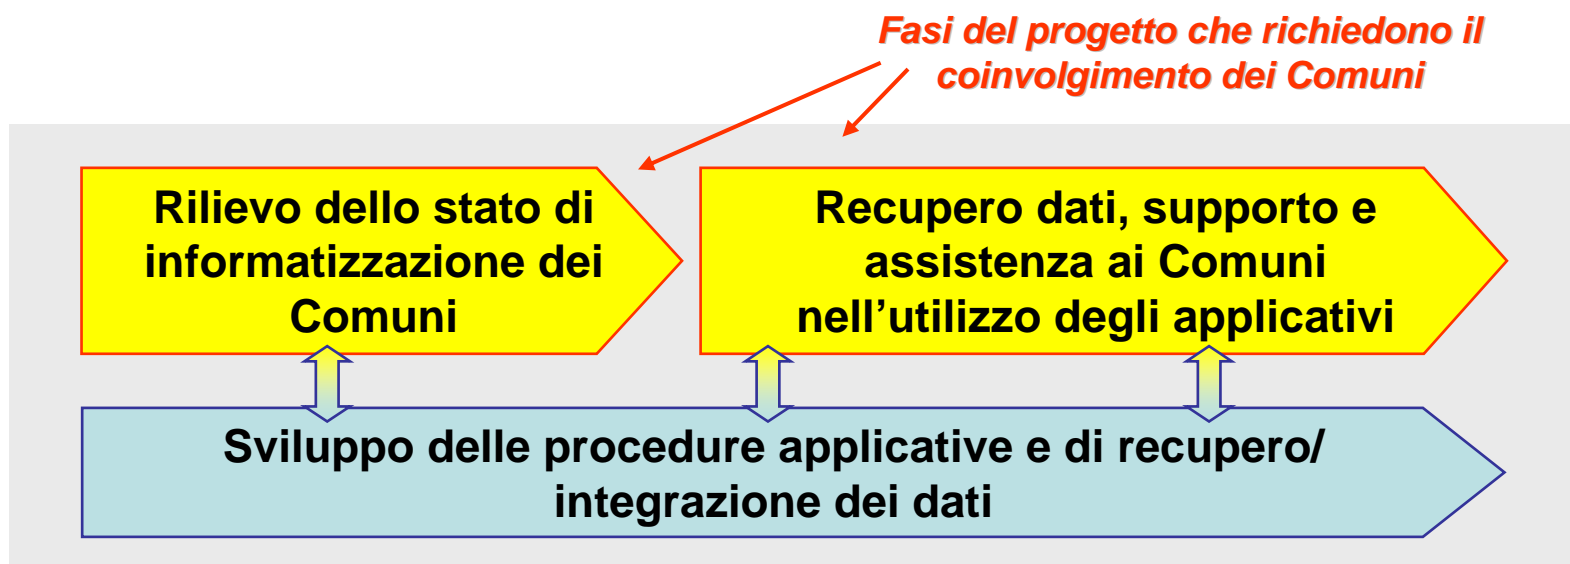 Fasi del progetto che richiedono il
coinvolgimento dei Comuni
Rilievo dello stato di
informatizzazione dei
Comuni
Recupero dati, supporto e
assistenza ai Comuni
nell’utilizzo degli applicativi
Sviluppo delle procedure applicative e di recupero/
integrazione dei dati